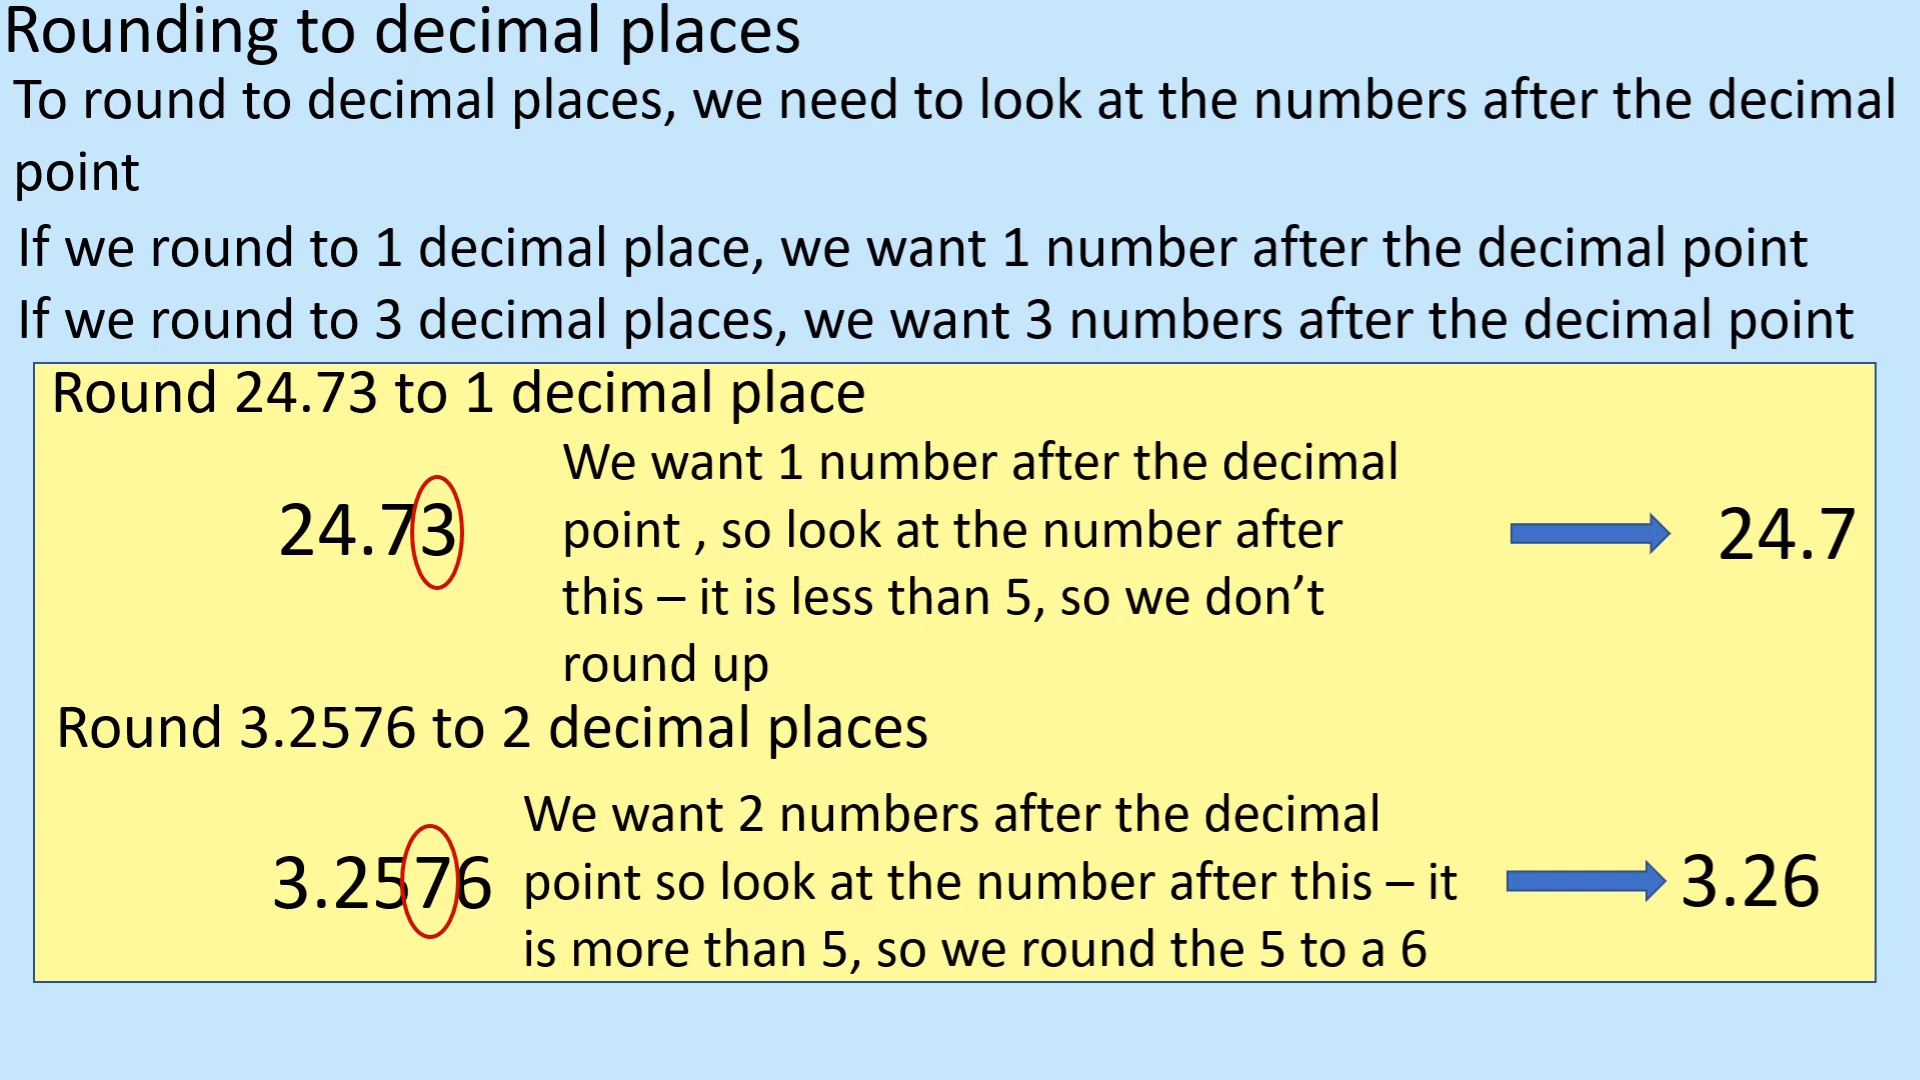 Rounding to decimal places
To round to decimal places, we need to look at the numbers after the decimal
point
If we round to 1 decimal place, we want 1 number after the decimal point
If we round to 3 decimal places, we want 3 numbers after the decimal point
Round 24.73 to 1 decimal place
24.73
We want 1 number after the decimal
point , so look at the number after
this – it is less than 5, so we don’t
round up
24.7
Round 3.2576 to 2 decimal places
3.2576
We want 2 numbers after the decimal
point so look at the number after this – it
is more than 5, so we round the 5 to a 6
3.26